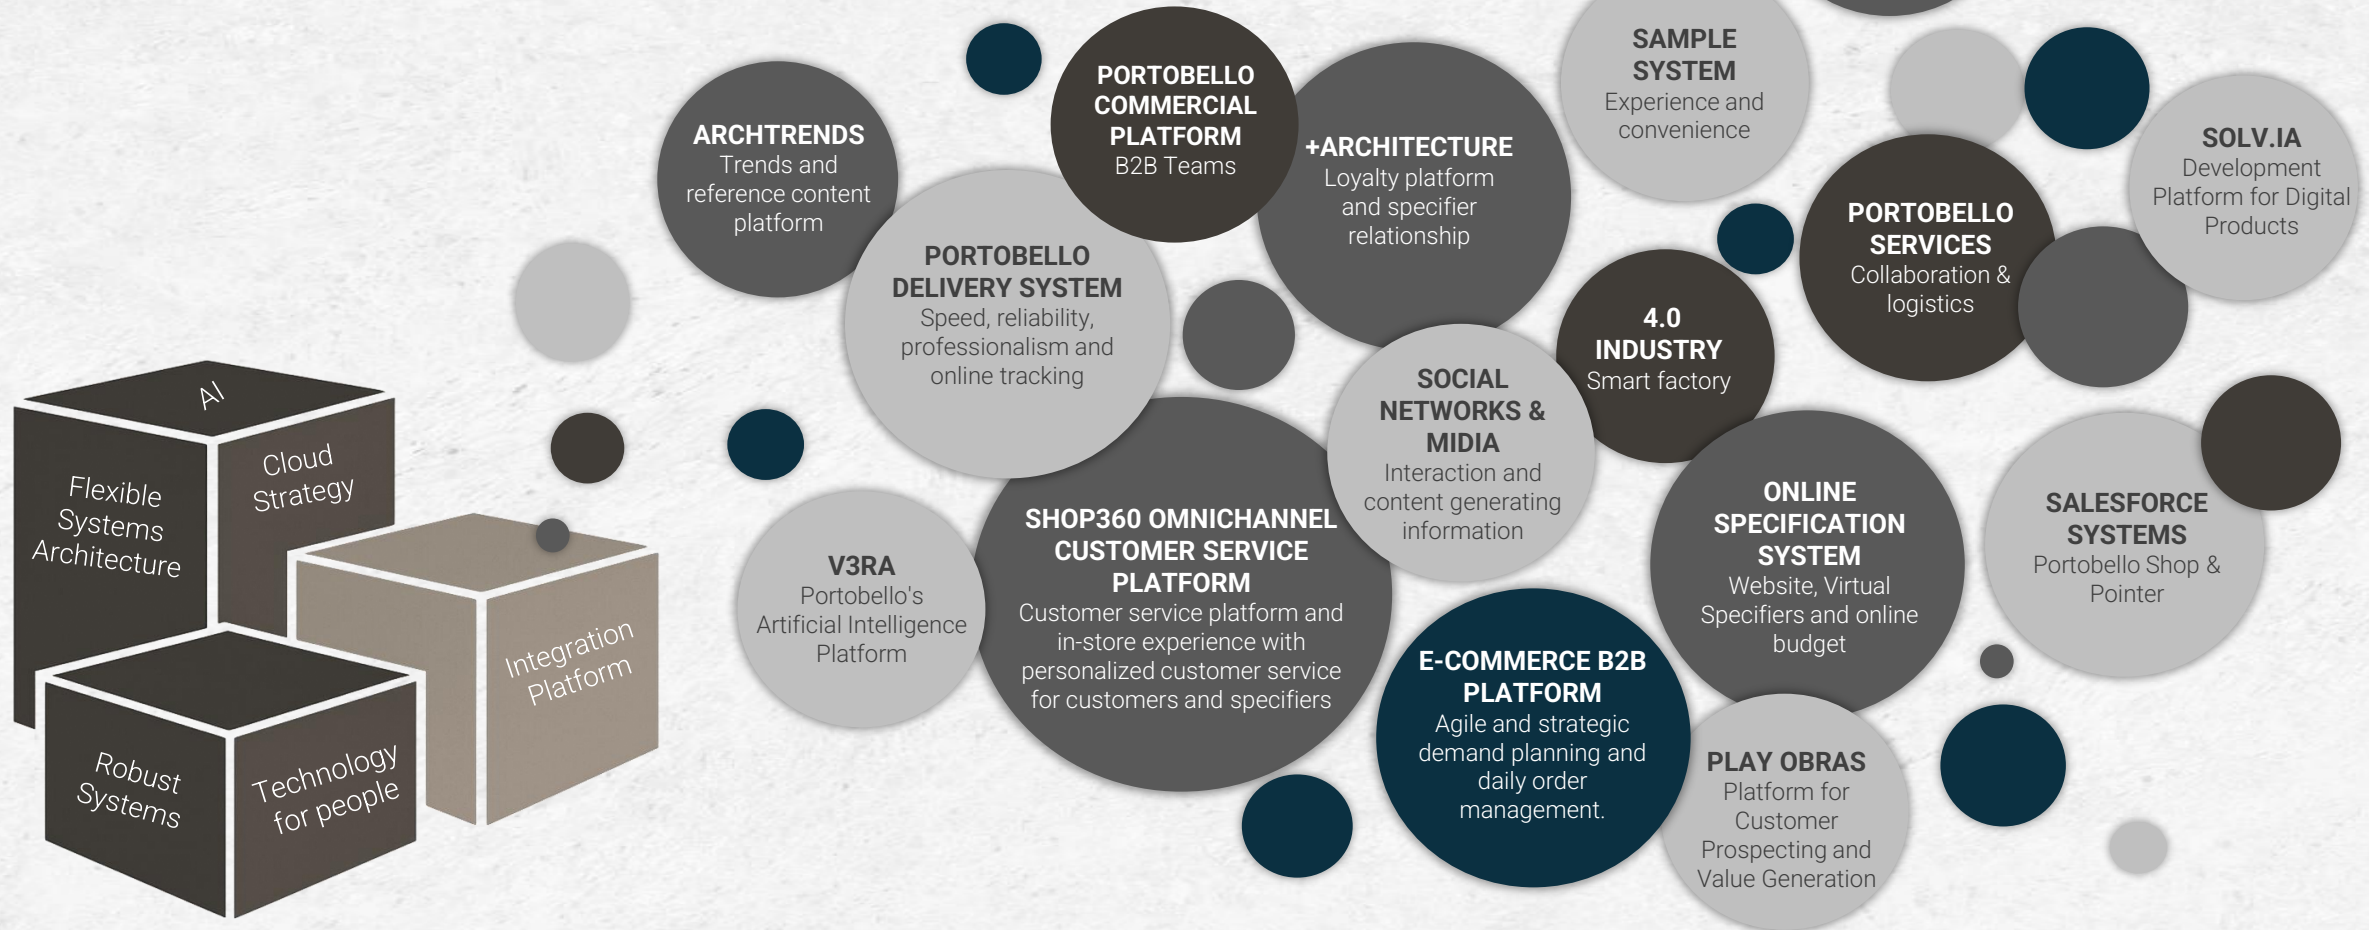 AI
Flexible
Systems
Architecture
Cloud
Strategy
Integration
Platform
Robust
Systems
Technology
for people
ARCHTRENDS
Trends and
reference content
platform
PORTOBELLO
COMMERCIAL
PLATFORM
B2B Teams
+ARCHITECTURE
Loyalty platform
and specifier
relationship
SAMPLE
SYSTEM
Experience and
convenience
SOLV.IA
Development
Platform for Digital
Products
PORTOBELLO
DELIVERY SYSTEM
Speed, reliability,
professionalism and
online tracking
PORTOBELLO
SERVICES
Collaboration &
logistics
4.0
INDUSTRY
Smart factory
SOCIAL
NETWORKS &
MIDIA
Interaction and
content generating
information
V3RA
Portobello's
Artificial Intelligence
Platform
SHOP360 OMNICHANNEL
CUSTOMER SERVICE
PLATFORM
Customer service platform and
in-store experience with
personalized customer service
for customers and specifiers
ONLINE
SPECIFICATION
SYSTEM
Website, Virtual
Specifiers and online
budget
SALESFORCE
SYSTEMS
Portobello Shop &
Pointer
E-COMMERCE B2B
PLATFORM
Agile and strategic
demand planning and
daily order
management.
PLAY OBRAS
Platform for
Customer
Prospecting and
Value Generation